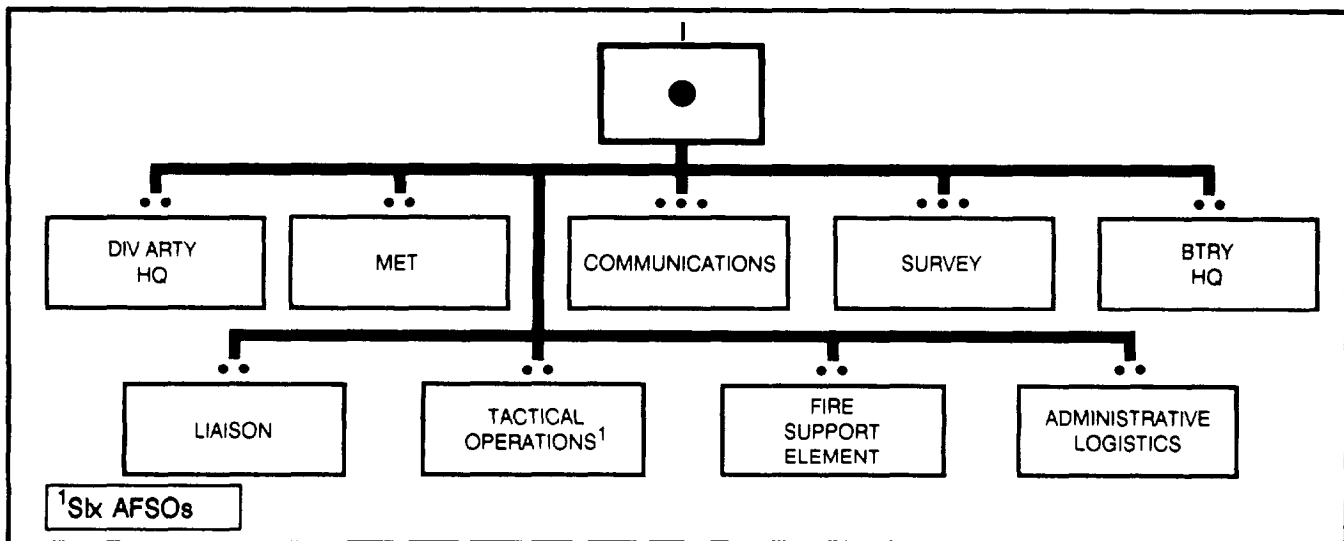 DIV ARTY
HQ
MET
COMMUNICATIONS
SURVEY
BTRY
HQ
LIAISON
TACTICAL
OPERATIONS¹
FIRE
SUPPORT
ELEMENT
ADMINISTRATIVE
LOGISTICS
¹Six AFSOs